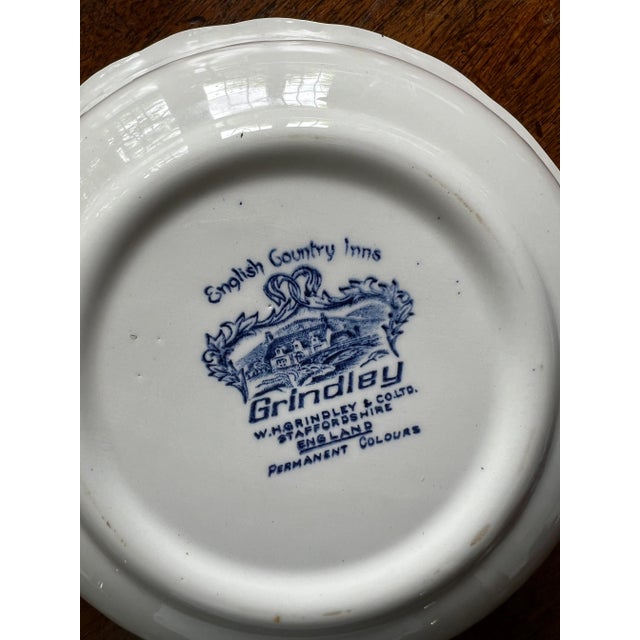 English Country Inns
Grindley
W.H.GRINDLEY & CO.LTD.
STAFFORDSHIRE
ENGLAND
PERMANENT COLOURS